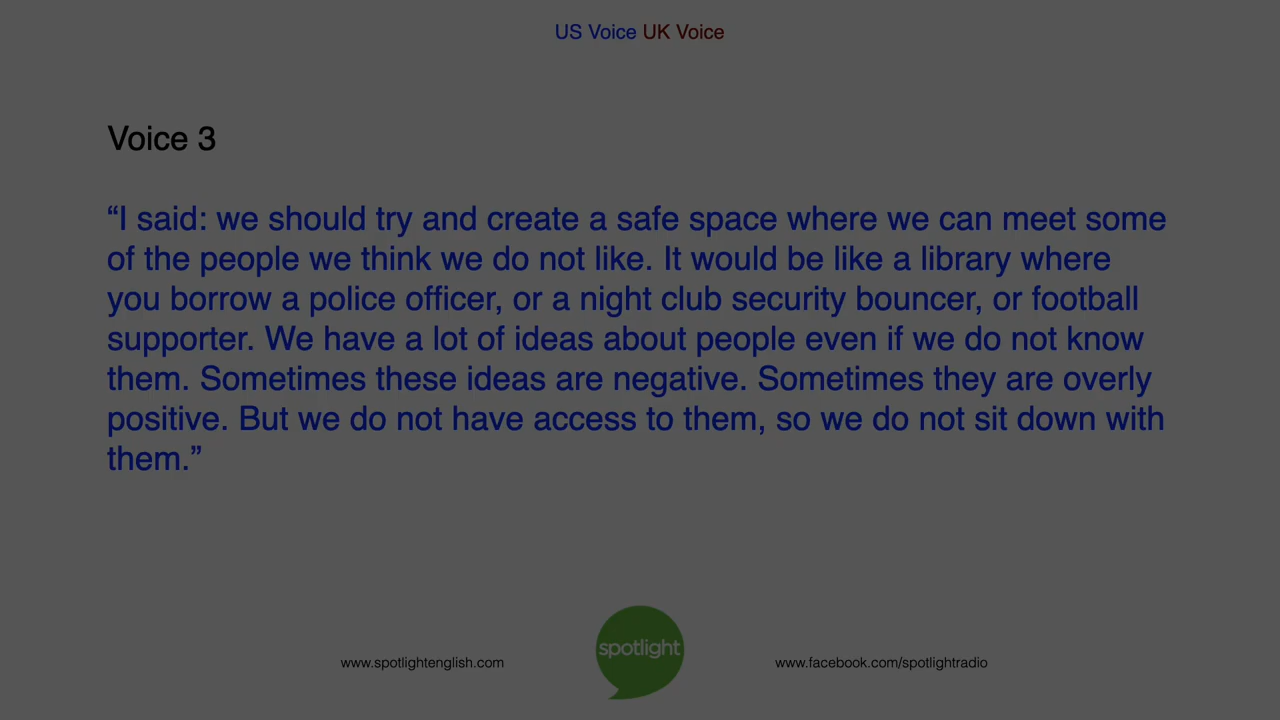 US Voice UK Voice
Voice 3
“I said: we should try and create a safe space where we can meet some
of the people we think we do not like. It would be like a library where
you borrow a police officer, or a night club security bouncer, or football
supporter. We have a lot of ideas about people even if we do not know
them. Sometimes these ideas are negative. Sometimes they are overly
positive. But we do not have access to them, so we do not sit down with
them.”
spotlight
www.spotlightenglish.com
www.facebook.com/spotlightradio